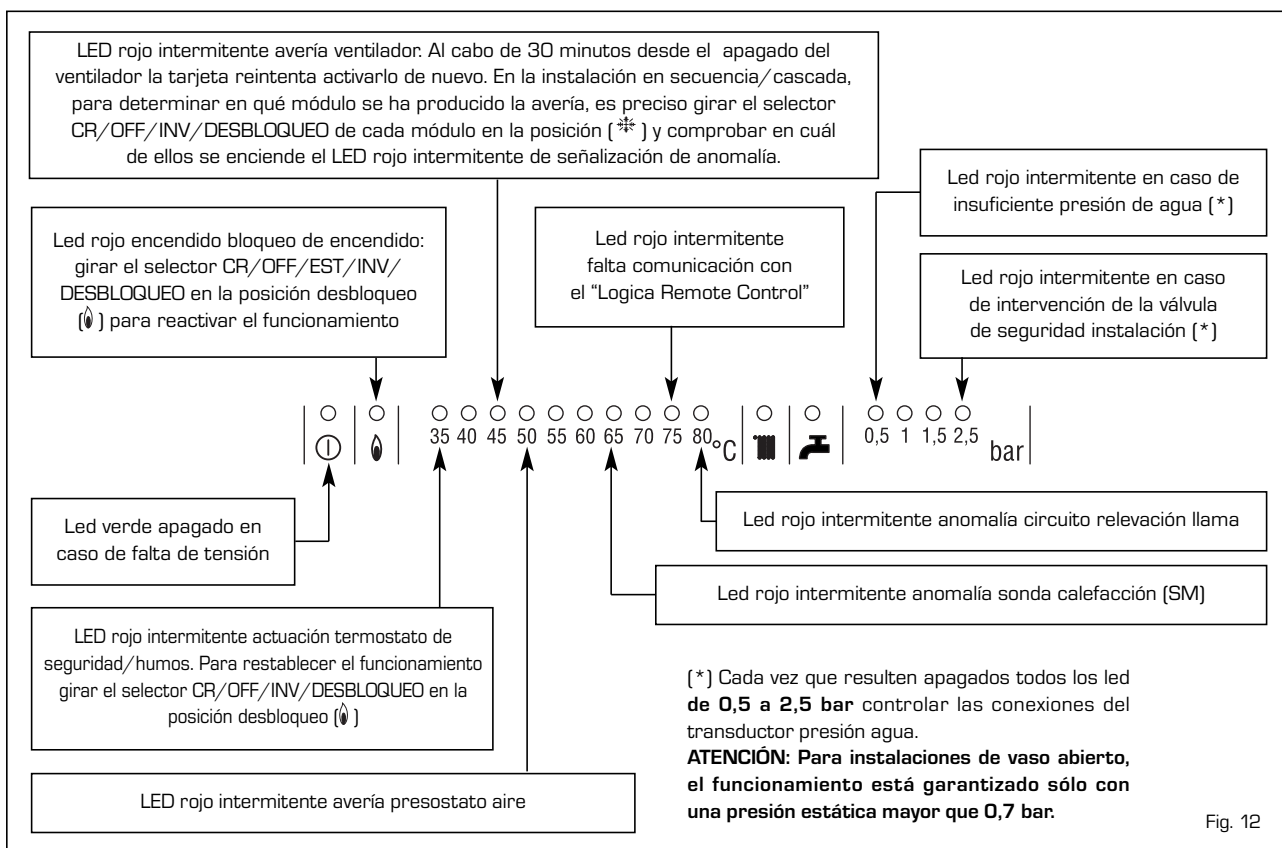 LED rojo intermitente avería ventilador. Al cabo de 30 minutos desde el apagado del
ventilador la tarjeta reintenta activarlo de nuevo. En la instalación en secuencia/cascada,
para determinar en qué módulo se ha producido la avería, es preciso girar el selector
CR/OFF/INV/DESBLOQUEO de cada módulo en la posición ( ) y comprobar en cuál
de ellos se enciende el LED rojo intermitente de señalización de anomalía.
Led rojo intermitente en caso de
insuficiente presión de agua (*)
Led rojo encendido bloqueo de encendido:
girar el selector CR/OFF/EST/INV/
DESBLOQUEO en la posición desbloqueo
( ) para reactivar el funcionamiento
Led rojo intermitente
falta comunicación con
el “Logica Remote Control”
Led rojo intermitente en caso
de intervención de la válvula
de seguridad instalación (*)
35 40 45 50 55 60 65 70 75 80 °C
0,5 1 1,5 2,5 bar
Led verde apagado en
caso de falta de tensión
Led rojo intermitente anomalía circuito relevación llama
Led rojo intermitente anomalía sonda calefacción (SM)
LED rojo intermitente actuación termostato de
seguridad/humos. Para restablecer el funcionamiento
girar el selector CR/OFF/INV/DESBLOQUEO en la
posición desbloqueo ( )
LED rojo intermitente avería presostato aire
(*) Cada vez que resulten apagados todos los led
de 0,5 a 2,5 bar controlar las conexiones del
transductor presión agua.
ATENCIÓN: Para instalaciones de vaso abierto,
el funcionamiento está garantizado sólo con
una presión estática mayor que 0,7 bar.
Fig. 12